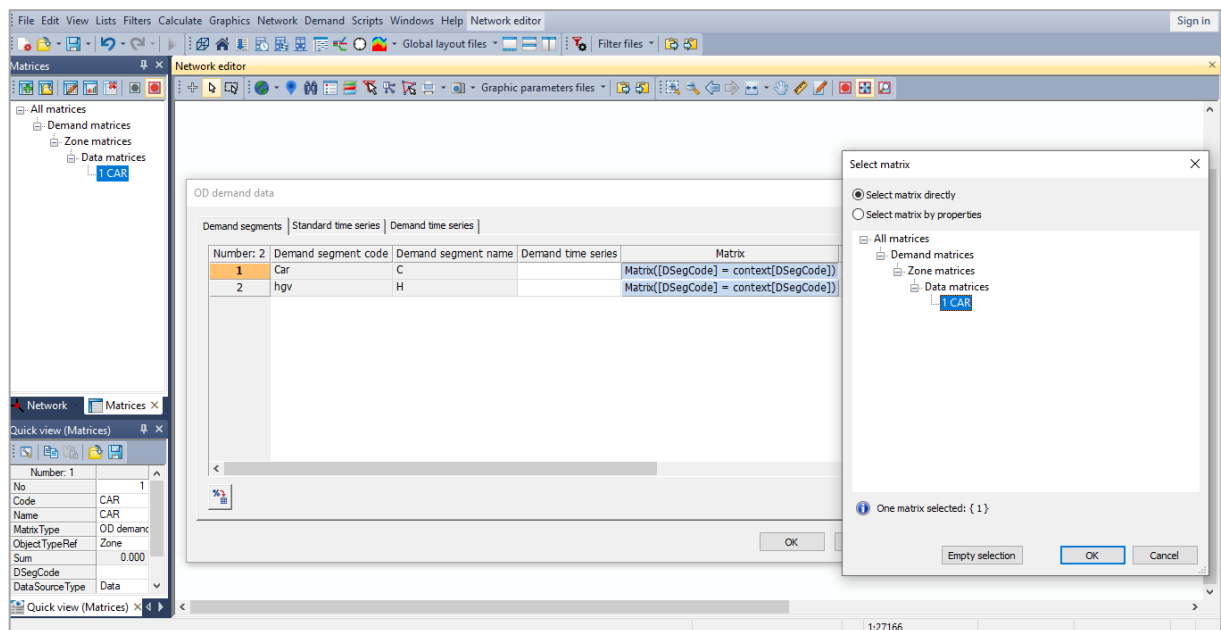 File Edit View Lists Filters Calculate Graphics Network Demand Scripts Windows Help Network editor Sign in
Global layout files Filter files
Matrices
Network editor
Graphic parameters files
All matrices
Demand matrices
Zone matrices
Data matrices
1 CAR
OD demand data
Demand segments Standard time series Demand time series
Number: 2 Demand segment code Demand segment name Demand time series Matrix
1 Car C Matrix([DSegCode] = context[DSegCode])
2 hgv H Matrix([DSegCode] = context[DSegCode])
OK
Select matrix
Select matrix directly
Select matrix by properties
All matrices
Demand matrices
Zone matrices
Data matrices
1 CAR
One matrix selected: { 1 }
Empty selection OK Cancel
Network Matrices
Quick view (Matrices)
Number: 1
No 1
Code CAR
Name CAR
MatrixType OD demand
ObjectTypeRef Zone
Sum 0.000
DSegCode
DataSourceType Data
Quick view (Matrices)
1:27166